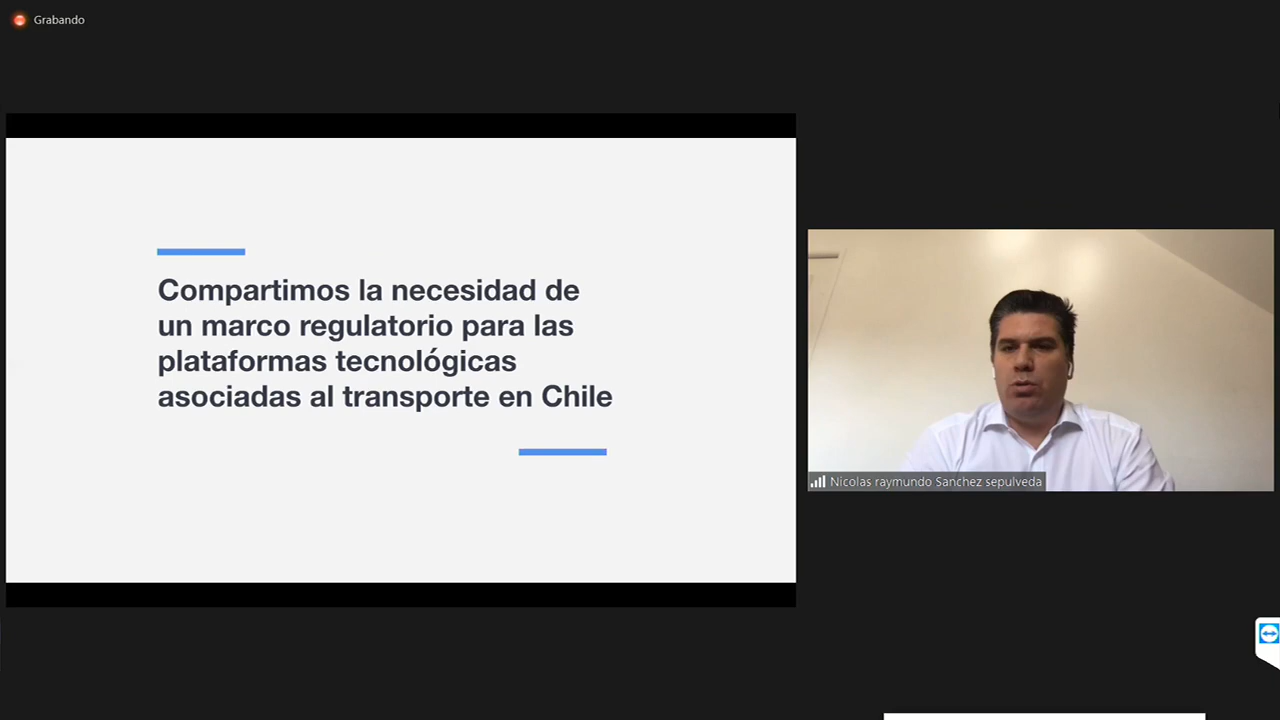 Grabando
Compartimos la necesidad de
un marco regulatorio para las
plataformas tecnológicas
asociadas al transporte en Chile
Nicolas raymundo Sanchez sepulveda